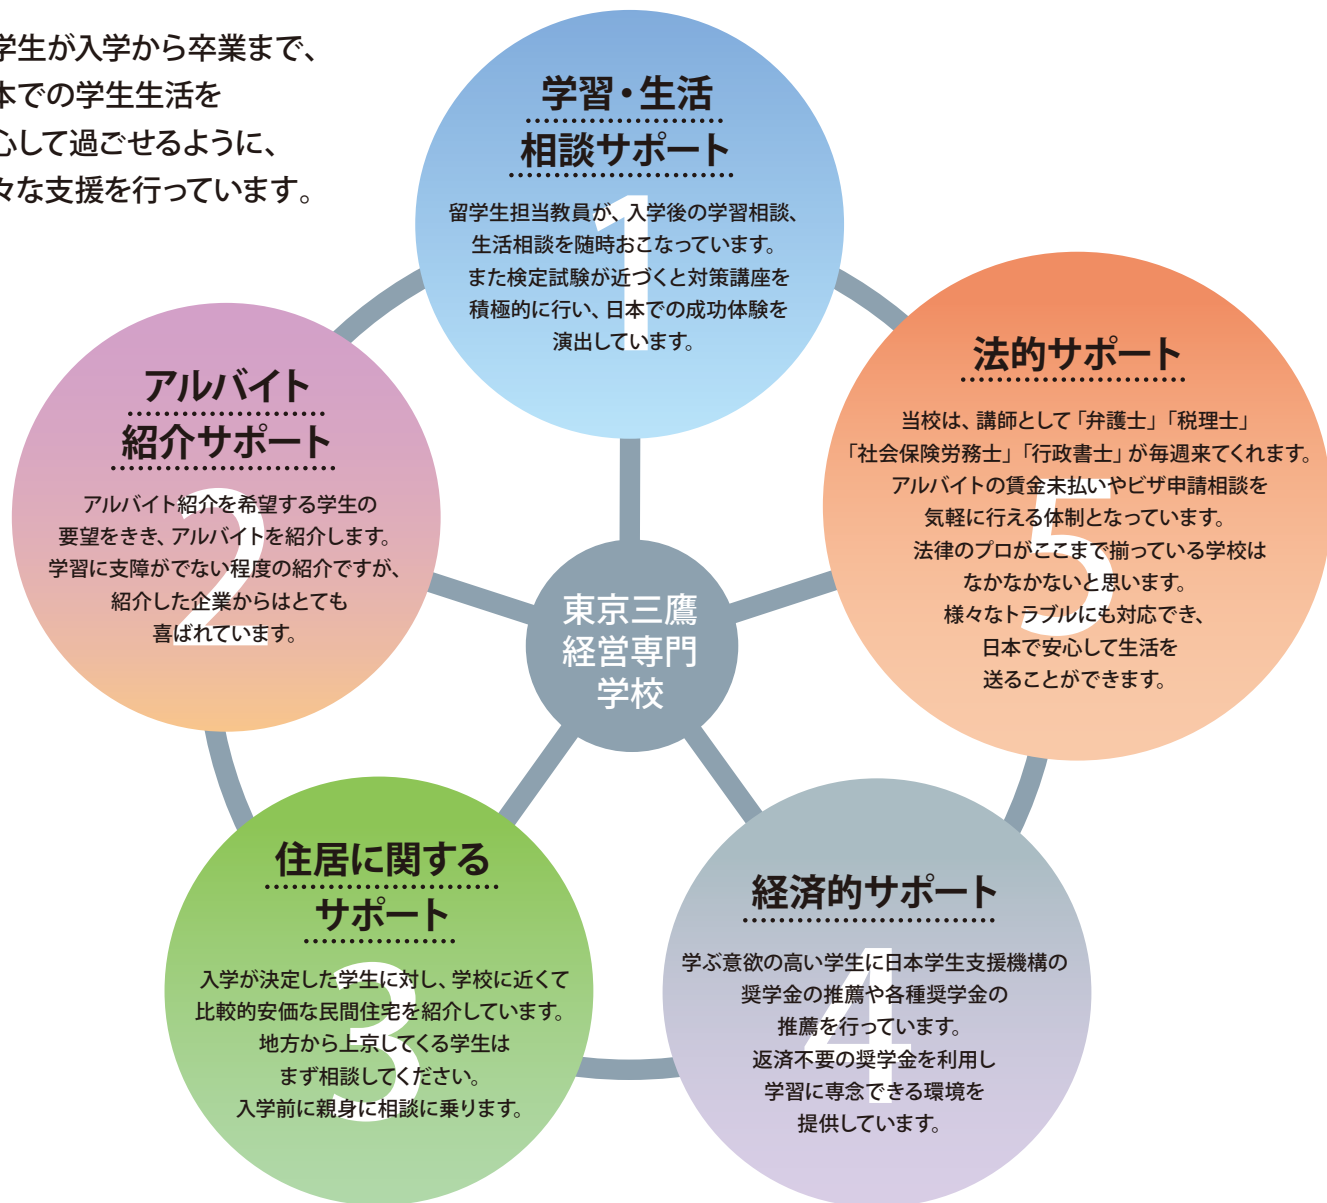 学生が入学から卒業まで、
本での学生生活を
心して過ごせるように、
々な支援を行っています。
学習・生活
相談サポート
1
留学生担当教員が、入学後の学習相談、
生活相談を随時おこなっています。
また検定試験が近づくと対策講座を
積極的に行い、日本での成功体験を
演出しています。
アルバイト
紹介サポート
2
アルバイト紹介を希望する学生の
要望をきき、アルバイトを紹介します。
学習に支障がでない程度の紹介ですが、
紹介した企業からはとても
喜ばれています。
住居に関する
サポート
3
入学が決定した学生に対し、学校に近くて
比較的安価な民間住宅を紹介しています。
地方から上京してくる学生は
まず相談してください。
入学前に親身に相談に乗ります。
経済的サポート
4
学ぶ意欲の高い学生に日本学生支援機構の
奨学金の推薦や各種奨学金の
推薦を行っています。
返済不要の奨学金を利用し
学習に専念できる環境を
提供しています。
法的サポート
5
当校は、講師として「弁護士」「税理士」
「社会保険労務士」「行政書士」が毎週来てくれます。
アルバイトの賃金未払いやビザ申請相談を
気軽に行える体制となっています。
法律のプロがここまで揃っている学校は
なかなかないと思います。
様々なトラブルにも対応でき、
日本で安心して生活を
送ることができます。
東京三鷹
経営専門
学校